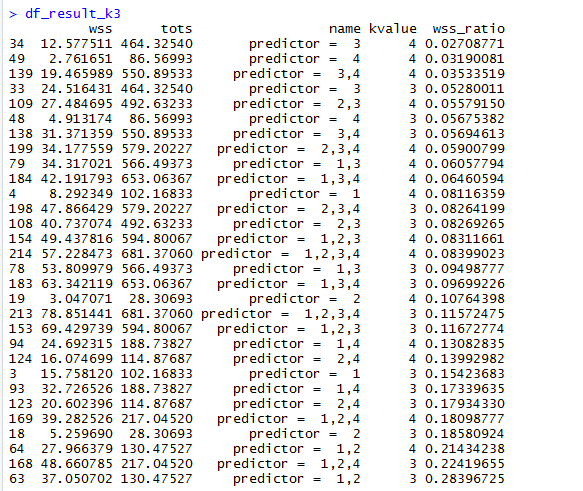 > df_result_k3
wss tots name kvalue wss_ratio
34 12.577511 464.32540 predictor = 3 4 0.02708771
49 2.761651 86.56993 predictor = 4 4 0.03190081
139 19.465989 550.89533 predictor = 3,4 4 0.03533519
33 24.516431 464.32540 predictor = 3 3 0.05280011
109 27.484695 492.63233 predictor = 2,3 4 0.05579150
48 4.913174 86.56993 predictor = 4 3 0.05675382
138 31.371359 550.89533 predictor = 3,4 3 0.05694613
199 34.177559 579.20227 predictor = 2,3,4 4 0.05900799
79 34.317021 566.49373 predictor = 1,3 4 0.06057794
184 42.191793 653.06367 predictor = 1,3,4 4 0.06460594
4 8.292349 102.16833 predictor = 1 4 0.08116359
198 47.866429 579.20227 predictor = 2,3,4 3 0.08264199
108 40.737074 492.63233 predictor = 2,3 3 0.08269265
154 49.437816 594.80067 predictor = 1,2,3 4 0.08311661
214 57.228473 681.37060 predictor = 1,2,3,4 4 0.08399023
78 53.809979 566.49373 predictor = 1,3 3 0.09498777
183 63.342119 653.06367 predictor = 1,3,4 3 0.09699226
19 3.047071 28.30693 predictor = 2 4 0.10764398
213 78.851441 681.37060 predictor = 1,2,3,4 3 0.11572475
153 69.429739 594.80067 predictor = 1,2,3 3 0.11672774
94 24.692315 188.73827 predictor = 1,4 4 0.13082835
124 16.074699 114.87687 predictor = 2,4 4 0.13992982
3 15.758120 102.16833 predictor = 1 3 0.15423683
93 32.726526 188.73827 predictor = 1,4 3 0.17339635
123 20.602396 114.87687 predictor = 2,4 3 0.17934330
169 39.282526 217.04520 predictor = 1,2,4 4 0.18098777
18 5.259690 28.30693 predictor = 2 3 0.18580924
64 27.966379 130.47527 predictor = 1,2 4 0.21434238
168 48.660785 217.04520 predictor = 1,2,4 3 0.22419655
63 37.050702 130.47527 predictor = 1,2 3 0.28396725